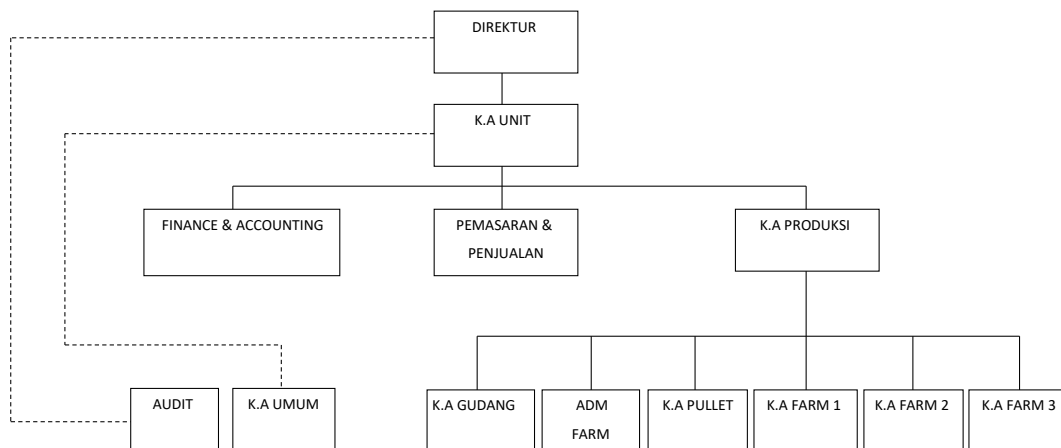 DIREKTUR
K.A UNIT
FINANCE & ACCOUNTING
PEMASARAN &
PENJUALAN
K.A PRODUKSI
AUDIT
K.A UMUM
K.A GUDANG
ADM
FARM
K.A PULLET
K.A FARM 1
K.A FARM 2
K.A FARM 3